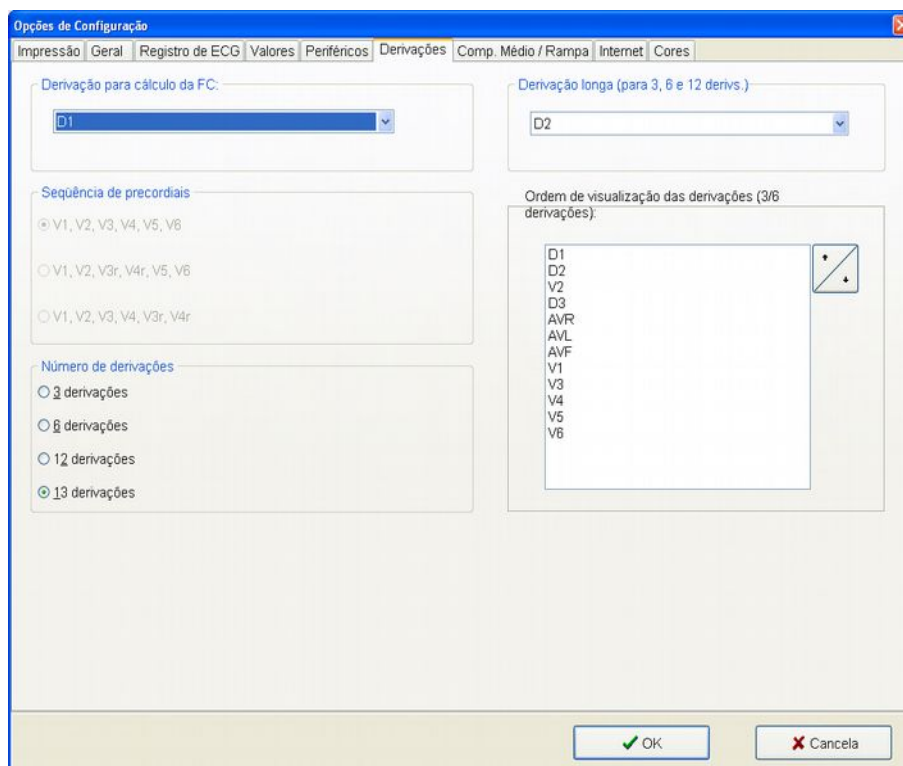 Opções de Configuração
Impressão Geral Registro de ECG Valores Periféricos Derivações Comp. Médio / Rampa Internet Cores
Derivação para cálculo da FC:
D1
Derivação longa (para 3, 6 e 12 derivs.)
D2
Seqüência de precordiais
V1, V2, V3, V4, V5, V6
V1, V2, V3r, V4r, V5, V6
V1, V2, V3, V4, V3r, V4r
Número de derivações
3 derivações
6 derivações
12 derivações
13 derivações
Ordem de visualização das derivações (3/6
derivações):
D1
D2
V2
D3
AVR
AVL
AVF
V1
V3
V4
V5
V6
OK
Cancela